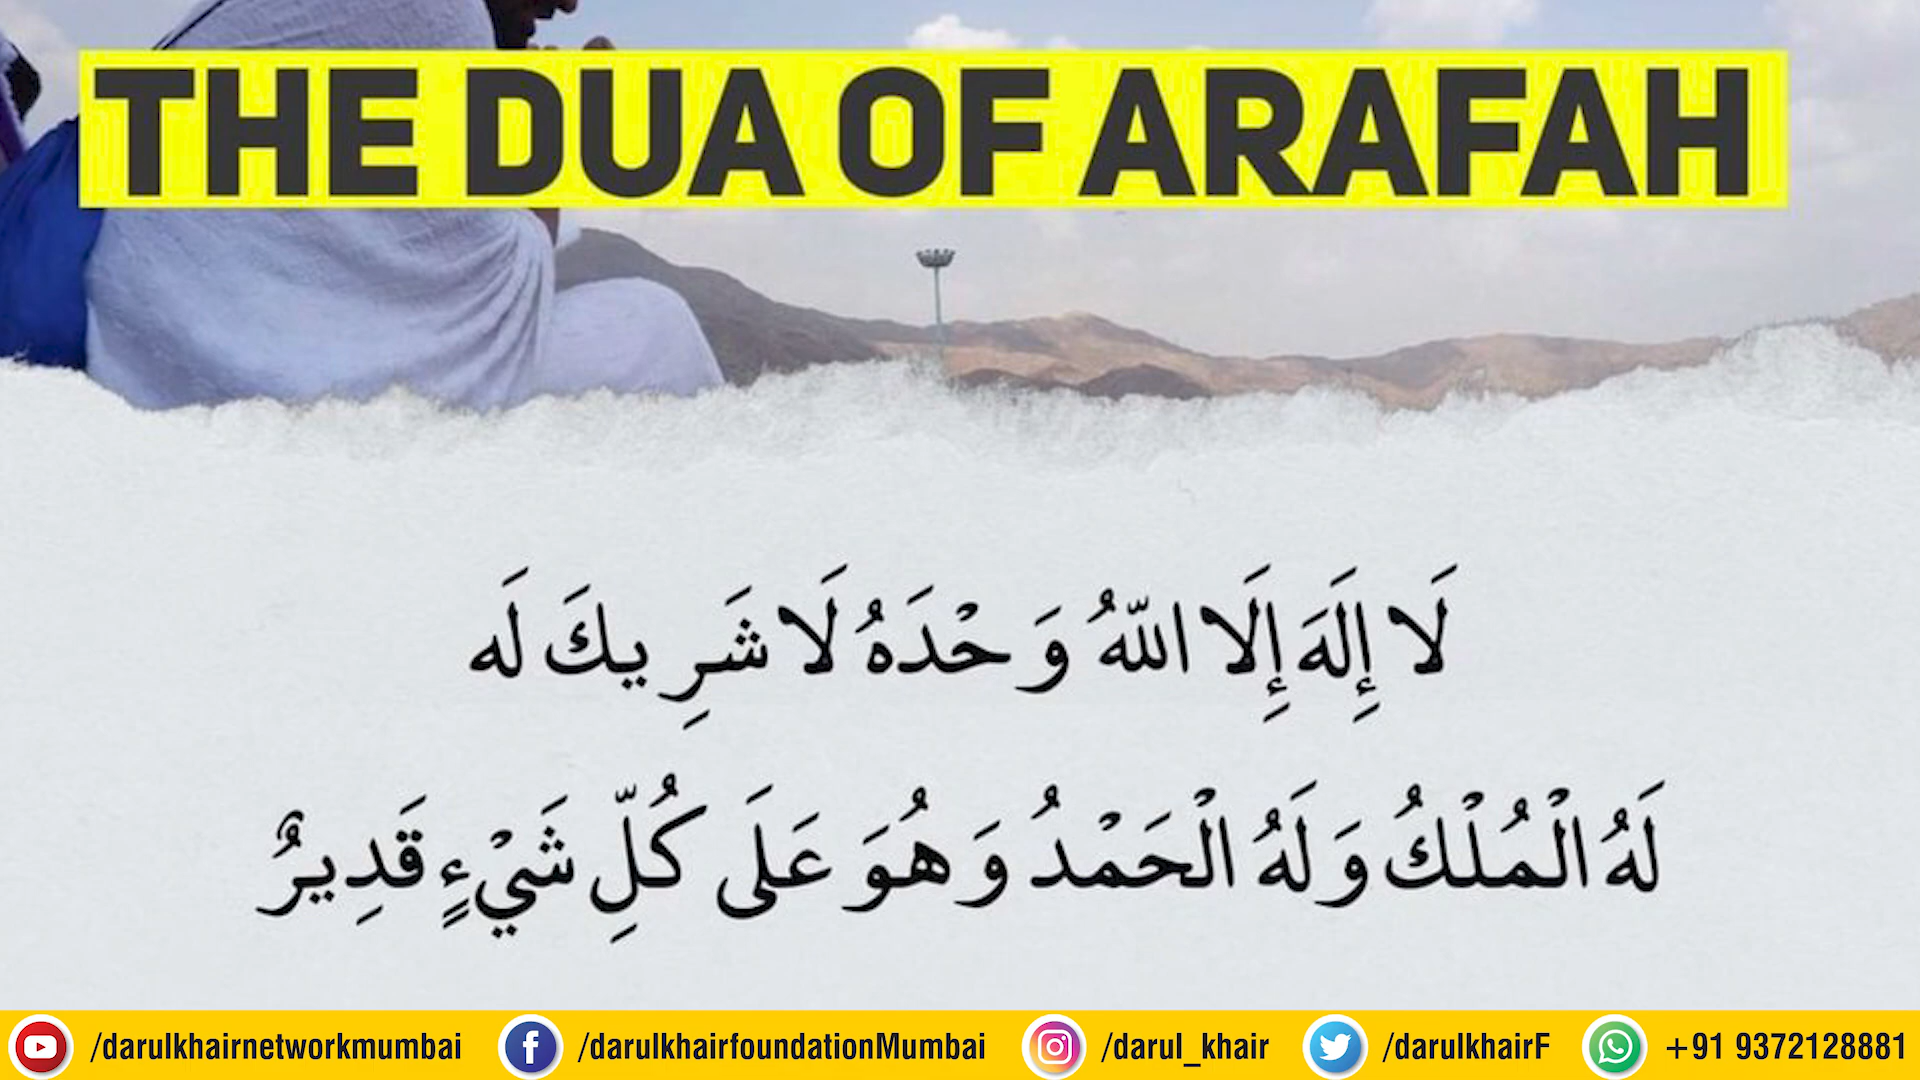 THE DUA OF ARAFAH
لَا إِلَهَ إِلَا اللّٰهُ وَحْدَهُ لَا شَرِيكَ لَه
لَهُ الْمُلْكُ وَلَهُ الْحَمْدُ وَهُوَ عَلَى كُلِّ شَيْءٍ قَدِيرٌ
/darulkhairnetworkmumbai /darulkhairfoundationMumbai /darul_khair /darulkhairF +91 9372128881